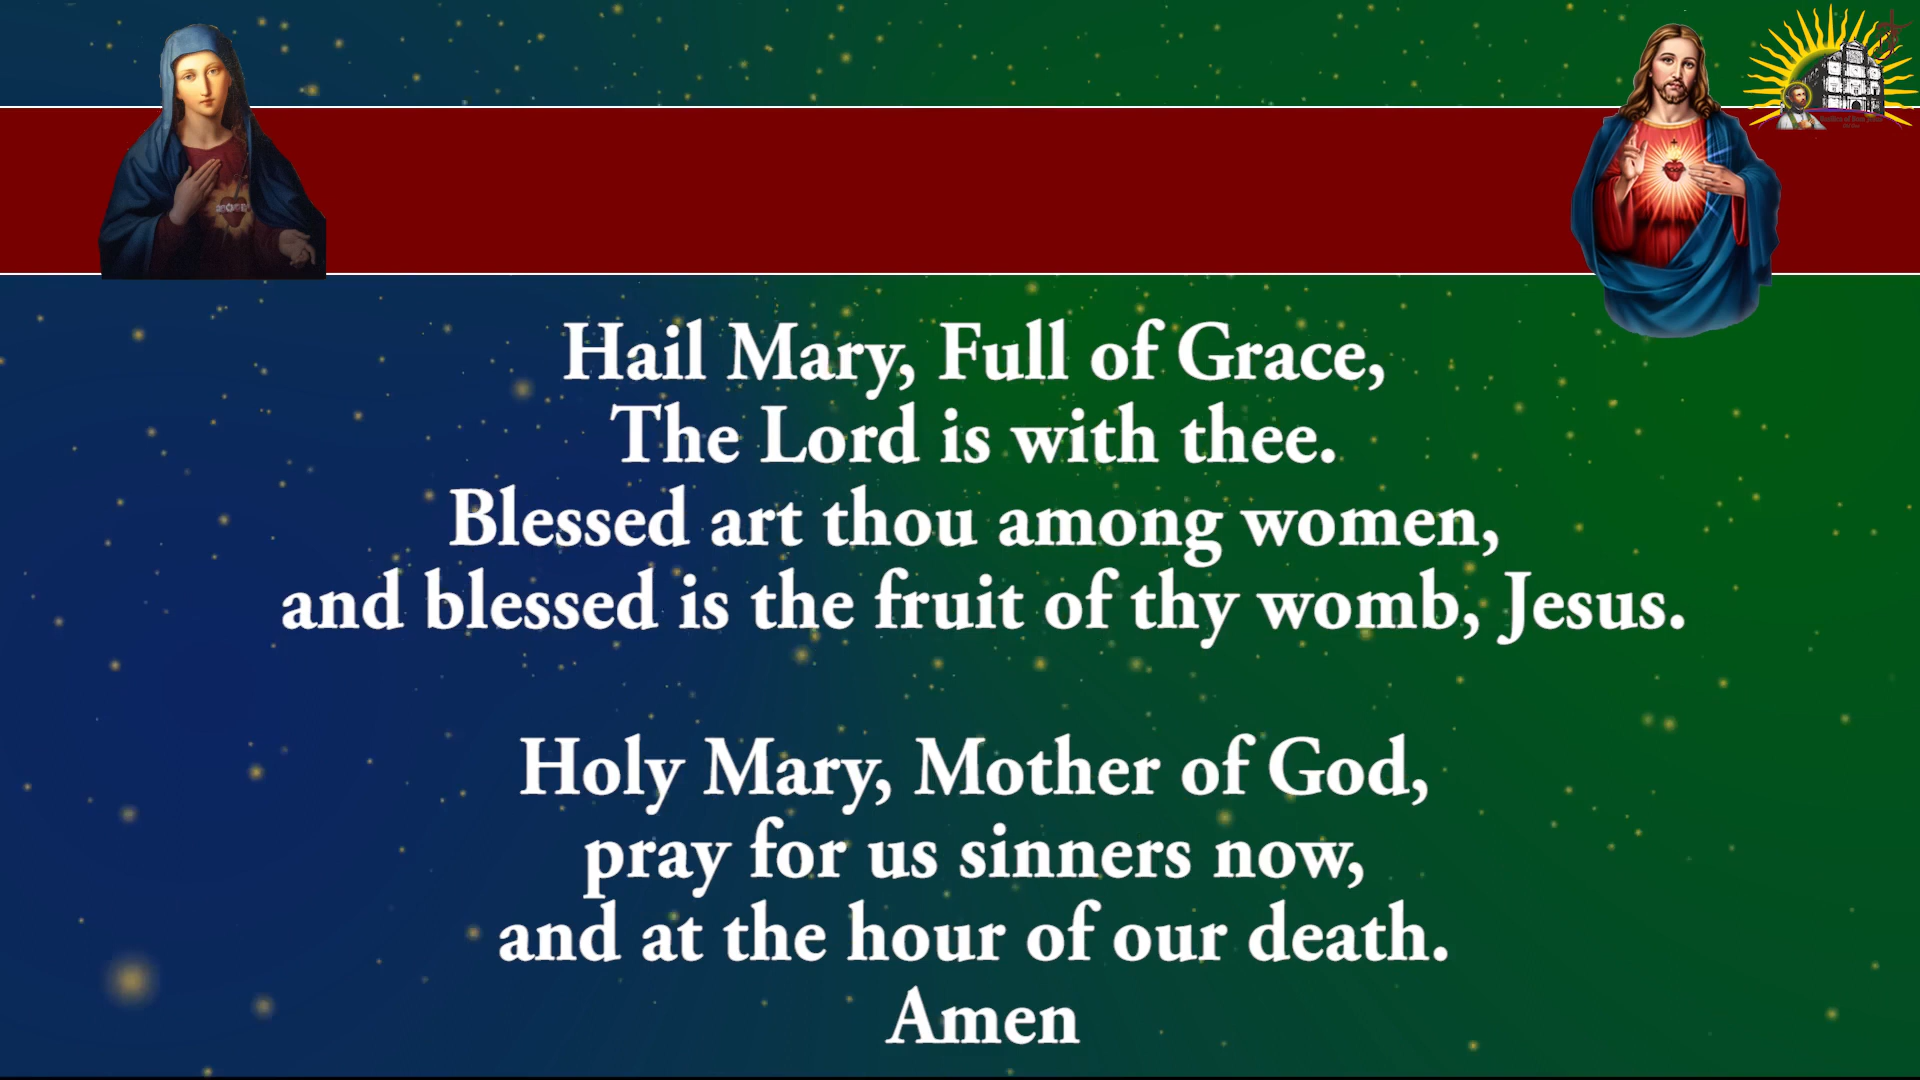 Hail Mary, Full of Grace,
The Lord is with thee.
Blessed art thou among women,
and blessed is the fruit of thy womb, Jesus.
Holy Mary, Mother of God,
pray for us sinners now,
and at the hour of our death.
Amen